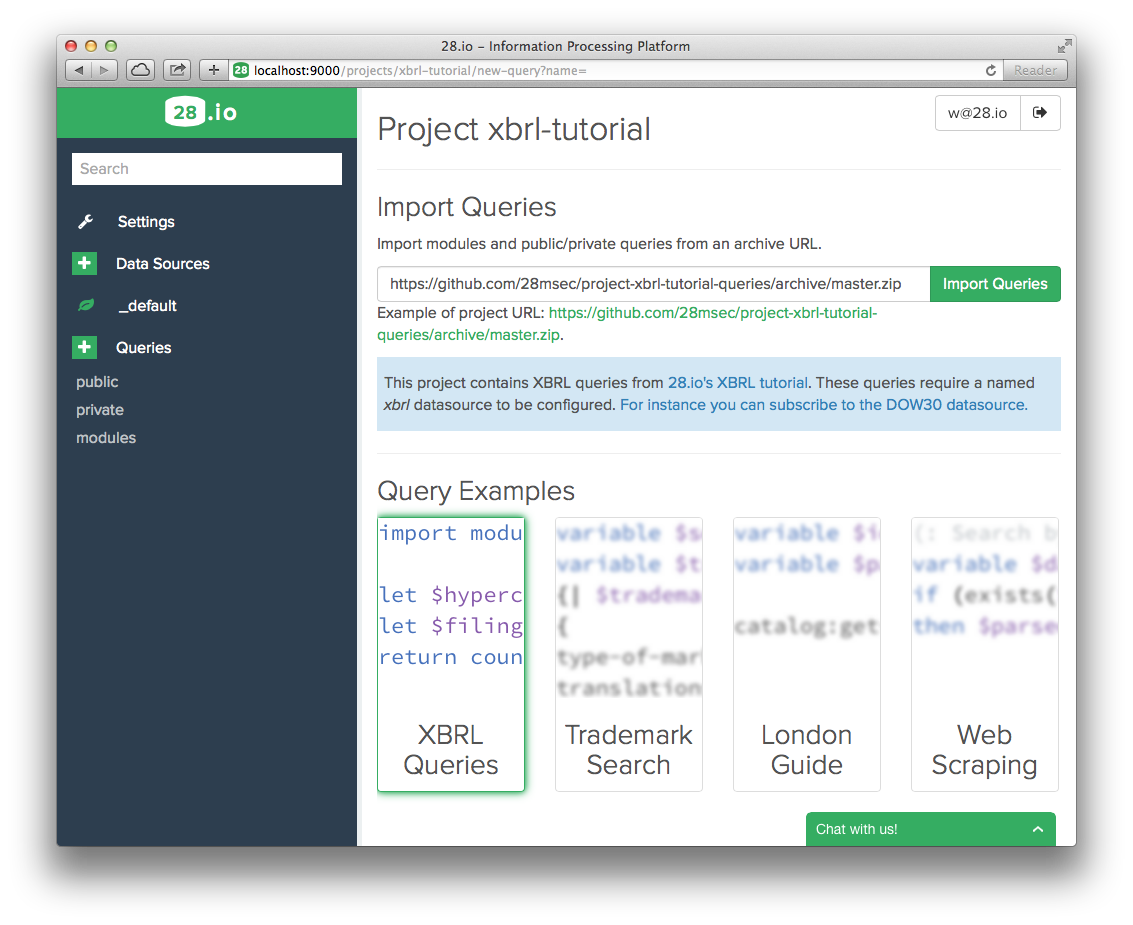 28.io – Information Processing Platform
28 localhost:9000/projects/xbrl-tutorial/new-query?name=
Reader
28.io
Search
Settings
Data Sources
_default
Queries
public
private
modules
w@28.io
Project xbrl-tutorial
Import Queries
Import modules and public/private queries from an archive URL.
https://github.com/28msec/project-xbrl-tutorial-queries/archive/master.zip
Import Queries
Example of project URL: https://github.com/28msec/project-xbrl-tutorial-
queries/archive/master.zip.
This project contains XBRL queries from 28.io's XBRL tutorial. These queries require a named
xbrl datasource to be configured. For instance you can subscribe to the DOW30 datasource.
Query Examples
import modu
let $hyperc
let $filing
return coun
XBRL
Queries
variable $s
variable $t
{| $tradema
{
type-of-mar
translation
Trademark
Search
variable $i
variable $p
catalog:get
London
Guide
(: Search b
variable $d
if (exists(
then $parse
Web
Scraping
Chat with us!